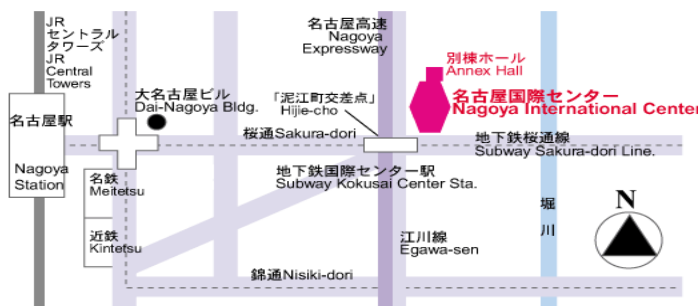 JR
セントラル
タワーズ
JR
Central
Towers
名古屋高速
Nagoya
Expressway
別棟ホール
Annex Hall
名古屋国際センター
Nagoya International Center
大名古屋ビル
Dai-Nagoya Bldg.
「泥江町交差点」
Hijie-cho
名古屋駅
Nagoya
Station
桜通Sakura-dori
地下鉄桜通線
Subway Sakura-dori Line.
地下鉄国際センター駅
Subway Kokusai Center Sta.
名鉄
Meitetsu
近鉄
Kintetsu
江川線
Egawa-sen
堀
川
N
錦通Nisiki-dori